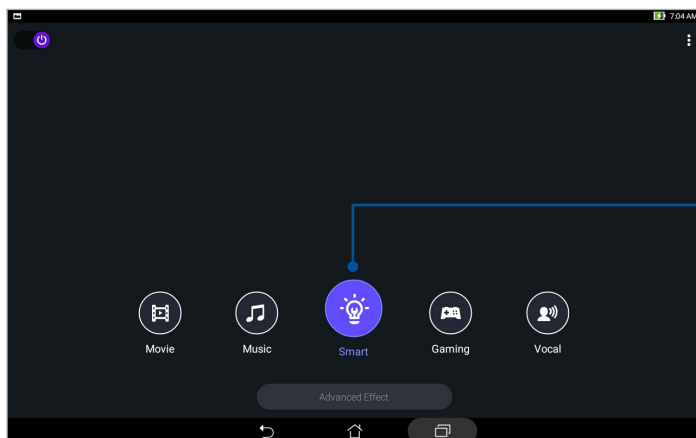 7:04 AM
Movie
Music
Smart
Gaming
Vocal
Advanced Effect